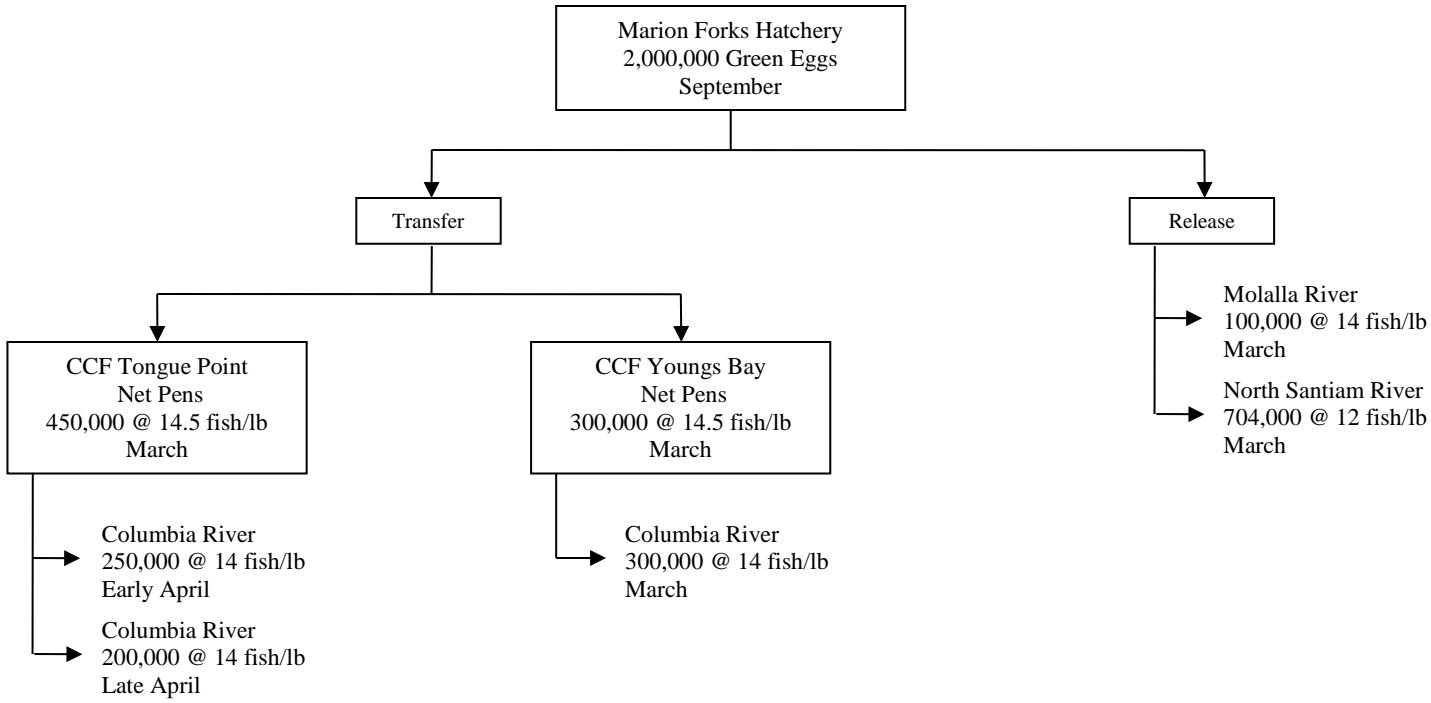 Marion Forks Hatchery
2,000,000 Green Eggs
September
Transfer
Release
CCF Tongue Point
Net Pens
450,000 @ 14.5 fish/lb
March
Columbia River
250,000 @ 14 fish/lb
Early April
Columbia River
200,000 @ 14 fish/lb
Late April
CCF Youngs Bay
Net Pens
300,000 @ 14.5 fish/lb
March
Columbia River
300,000 @ 14 fish/lb
March
Molalla River
100,000 @ 14 fish/lb
March
North Santiam River
704,000 @ 12 fish/lb
March